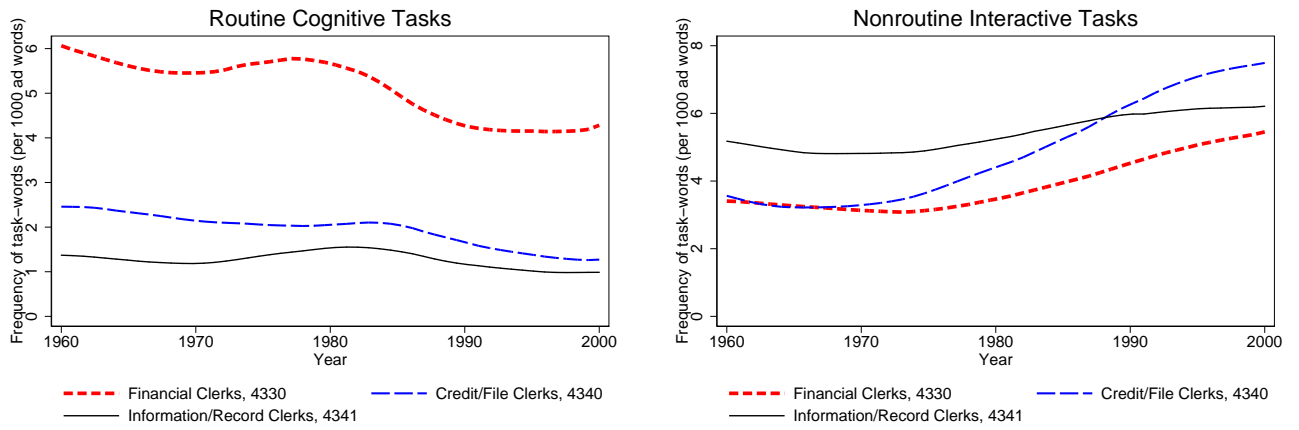 Routine Cognitive Tasks
Frequency of task−words (per 1000 ad words)
6
5
4
3
2
1
0
1960 1970 1980 1990 2000
Year
Financial Clerks, 4330 Credit/File Clerks, 4340
Information/Record Clerks, 4341
Nonroutine Interactive Tasks
Frequency of task−words (per 1000 ad words)
8
6
4
2
0
1960 1970 1980 1990 2000
Year
Financial Clerks, 4330 Credit/File Clerks, 4340
Information/Record Clerks, 4341